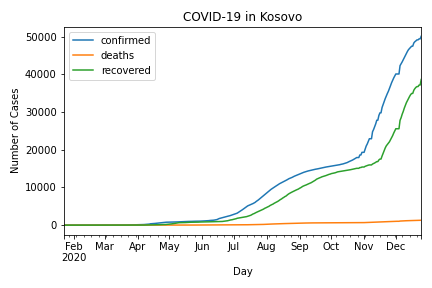 COVID-19 in Kosovo
confirmed
deaths
recovered
Number of Cases
50000
40000
30000
20000
10000
0
Feb Mar Apr May Jun Jul Aug Sep Oct Nov Dec
2020
Day